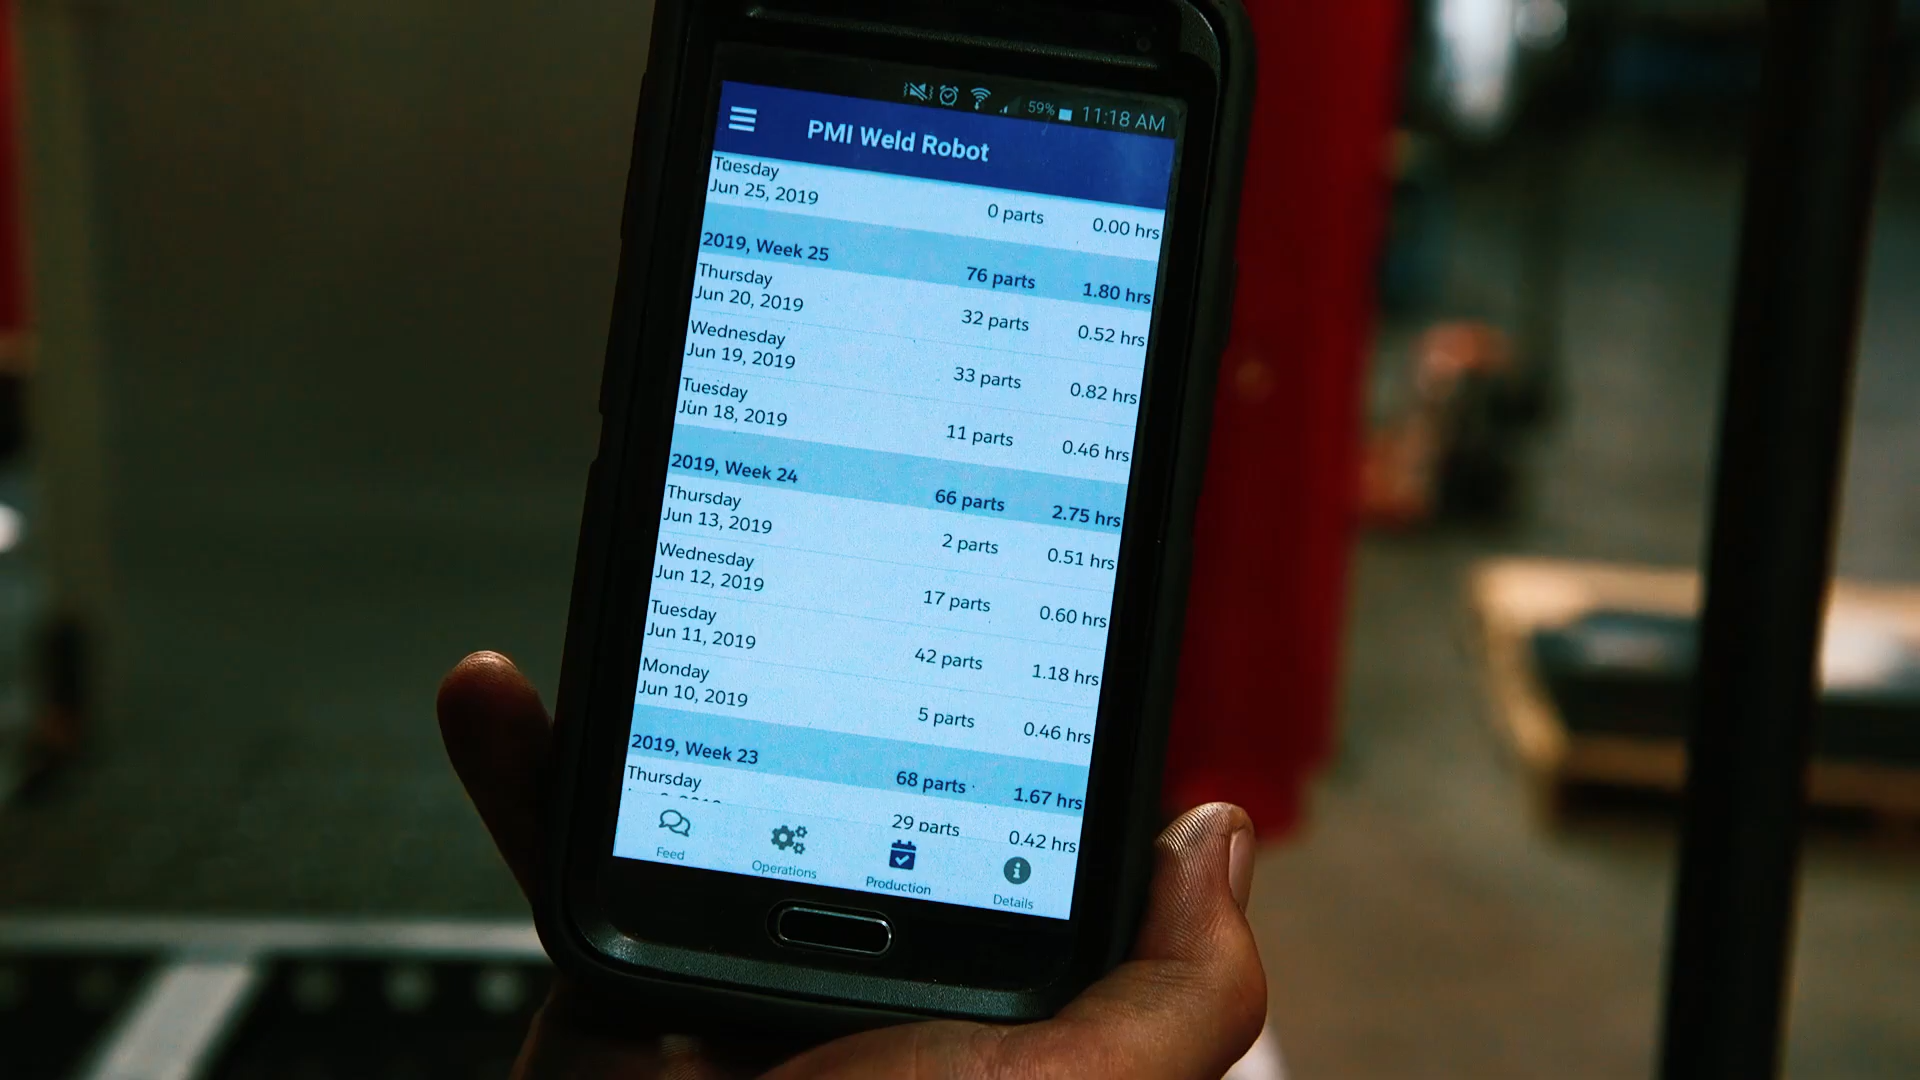 59% 11:18 AM
PMI Weld Robot
Tuesday
Jun 25, 2019 0 parts 0.00 hrs
2019, Week 25 76 parts 1.80 hrs
Thursday
Jun 20, 2019 32 parts 0.52 hrs
Wednesday
Jun 19, 2019 33 parts 0.82 hrs
Tuesday
Jun 18, 2019 11 parts 0.46 hrs
2019, Week 24 66 parts 2.75 hrs
Thursday
Jun 13, 2019 2 parts 0.51 hrs
Wednesday
Jun 12, 2019 17 parts 0.60 hrs
Tuesday
Jun 11, 2019 42 parts 1.18 hrs
Monday
Jun 10, 2019 5 parts 0.46 hrs
2019, Week 23 68 parts 1.67 hrs
Thursday
29 parts 0.42 hrs
Feed Operations Production Details